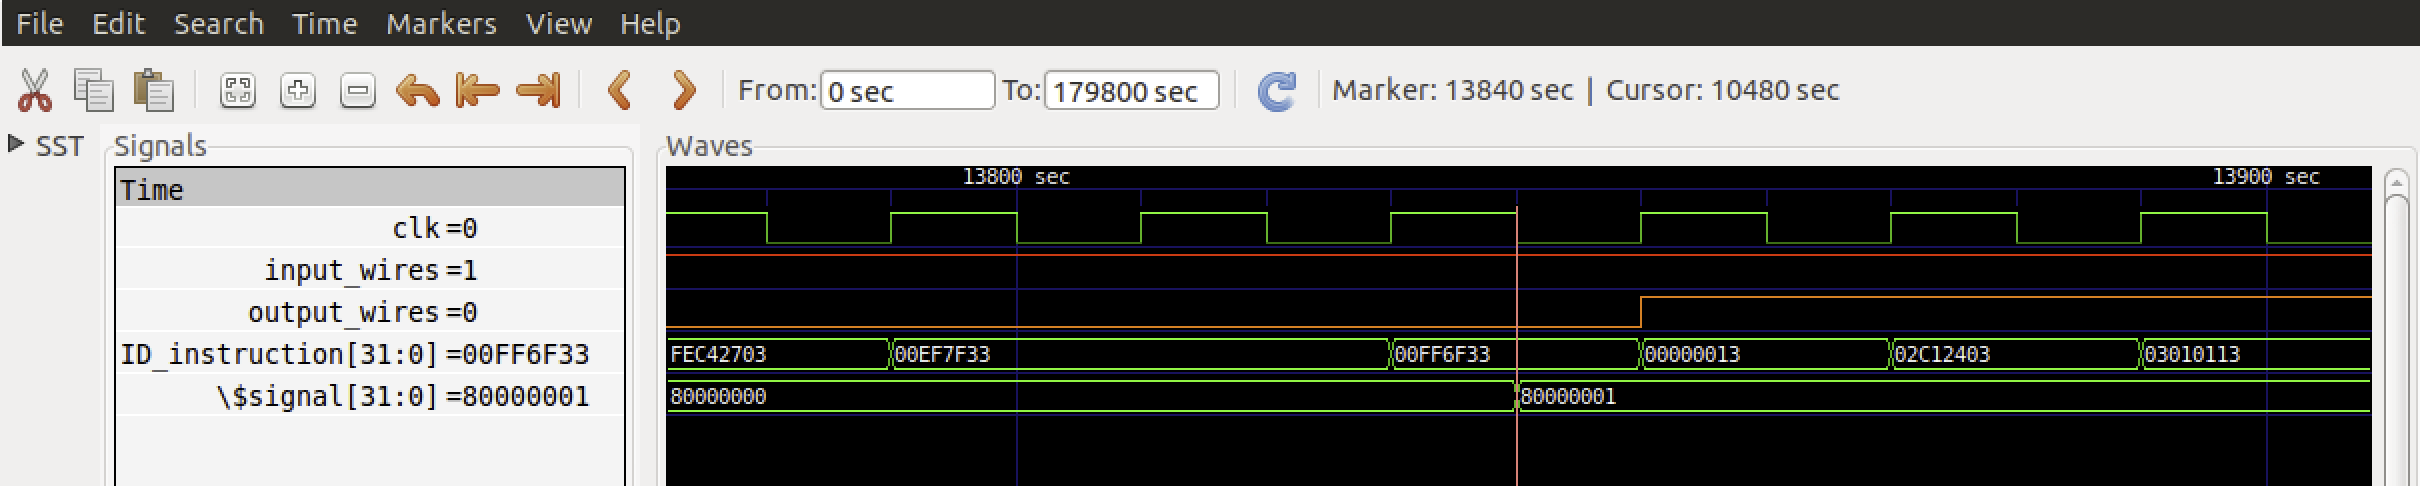 File Edit Search Time Markers View Help
From: 0 sec To: 179800 sec Marker: 13840 sec | Cursor: 10480 sec
SST Signals Waves
Time 13800 sec 13900 sec
clk =0
input_wires =1
output_wires =0
ID_instruction[31:0] =00FF6F33 FEC42703 00EF7F33 00FF6F33 00000013 02C12403 03010113
\$signal[31:0] =80000001 80000000 80000001